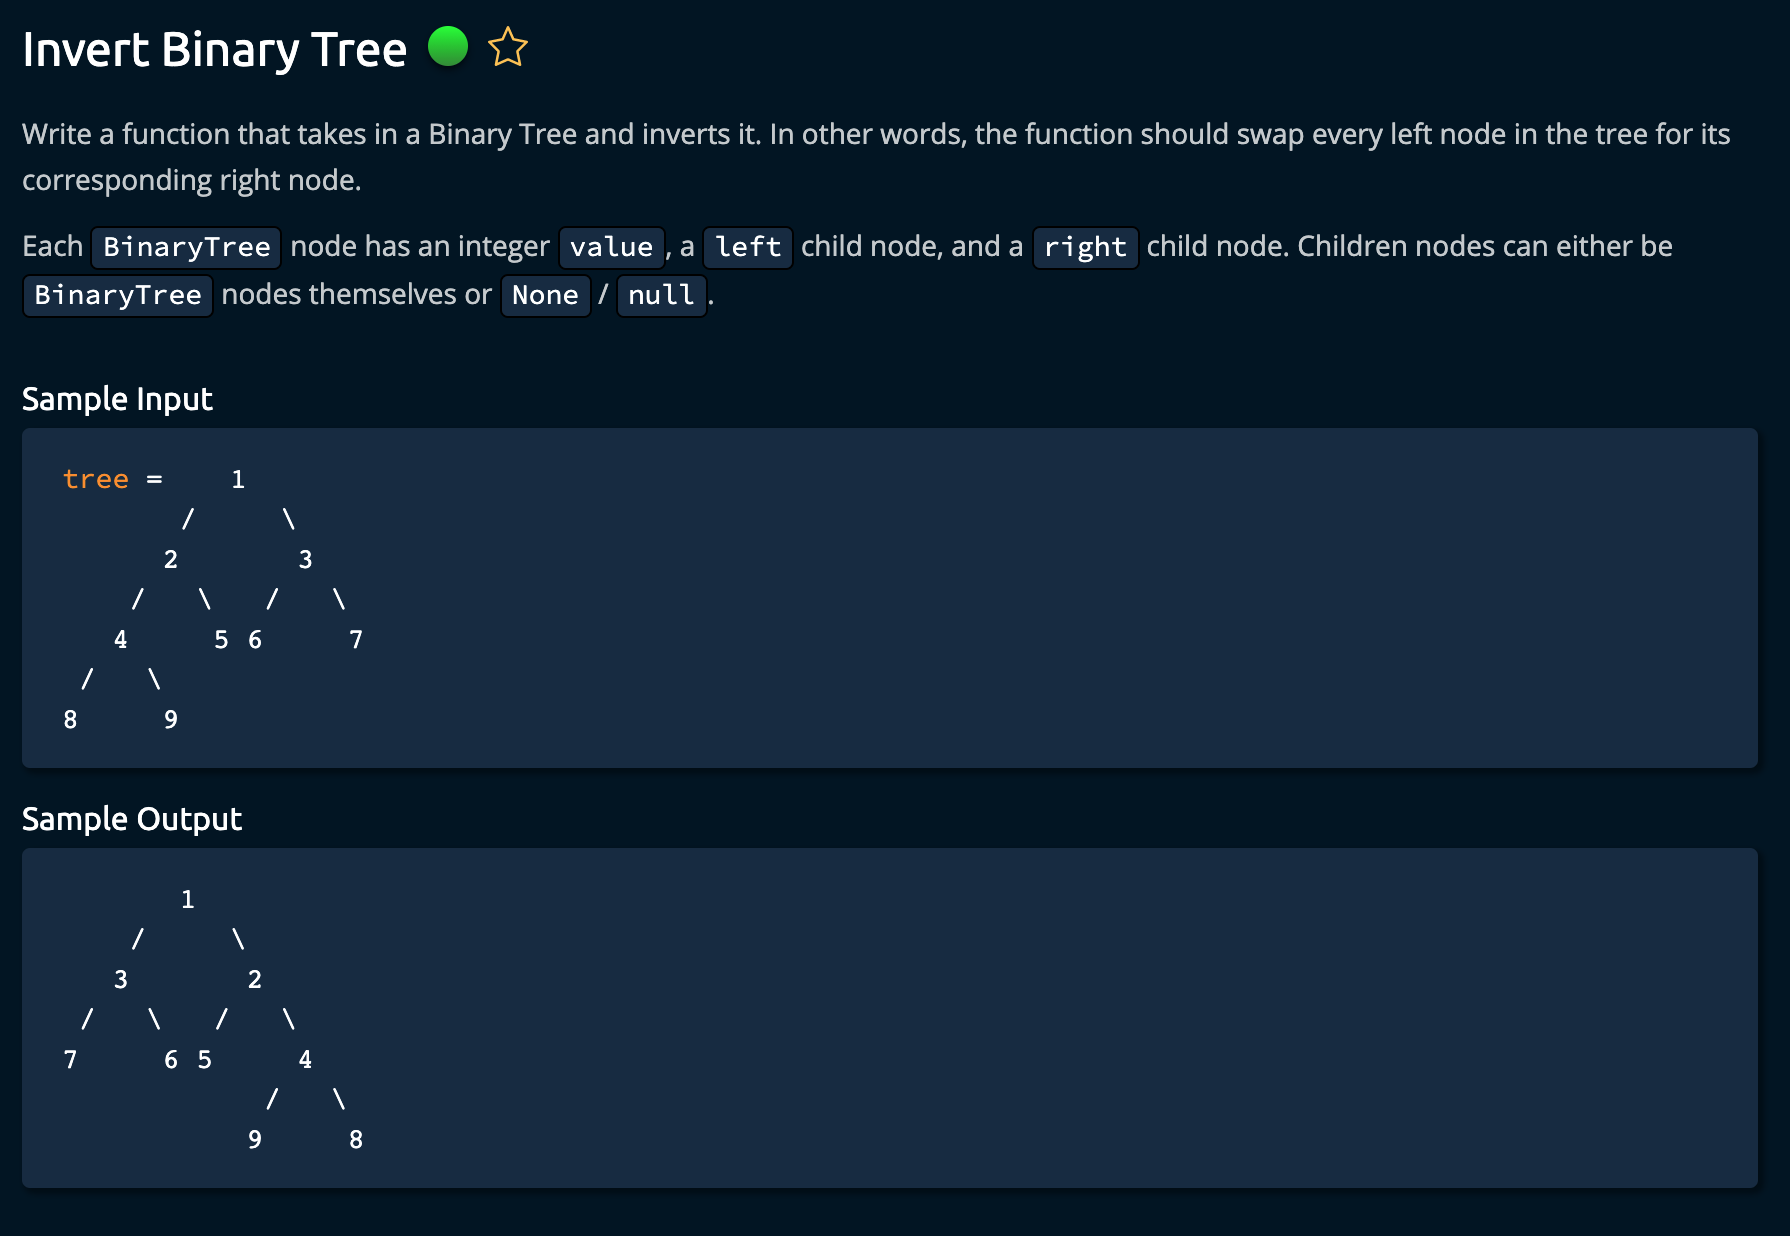 Invert Binary Tree
Write a function that takes in a Binary Tree and inverts it. In other words, the function should swap every left node in the tree for its
corresponding right node.
Each BinaryTree node has an integer value, a left child node, and a right child node. Children nodes can either be
BinaryTree nodes themselves or None / null.
Sample Input
tree =    1
       /     \
      2       3
    /   \   /   \
   4     5 6     7
 /   \
8     9
Sample Output
       1
    /     \
   3       2
 /   \   /   \
7     6 5     4
            /   \
           9     8